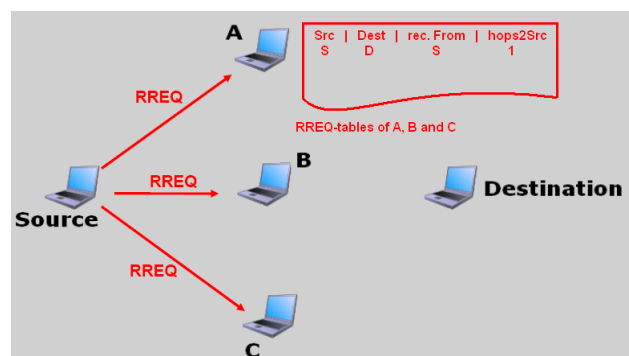 A
Src | Dest | rec. From | hops2Src
S D S 1
RREQ
RREQ-tables of A, B and C
B
RREQ
Destination
Source
RREQ
C